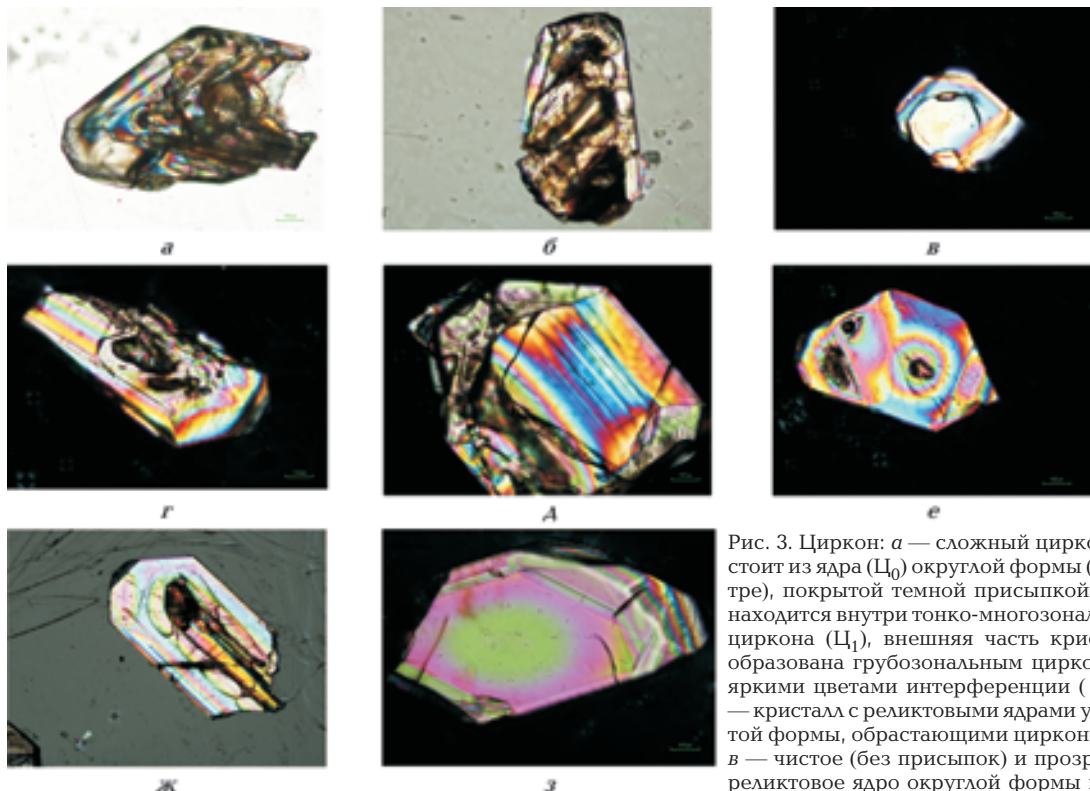 а
б
в
г
д
е
ж
з
Рис. 3. Циркон: а — сложный цирко
стоит из ядра (Ц0) округлой формы (
тре), покрытой темной присыпкой
находится внутри тонко-многозонал
циркона (Ц1), внешняя часть крис
образована грубозональным цирко
яркими цветами интерференции (
— кристалл с реликтовыми ядрами у
той формы, обрастающими циркон
в — чистое (без присыпок) и прозр
реликтовое ядро округлой формы